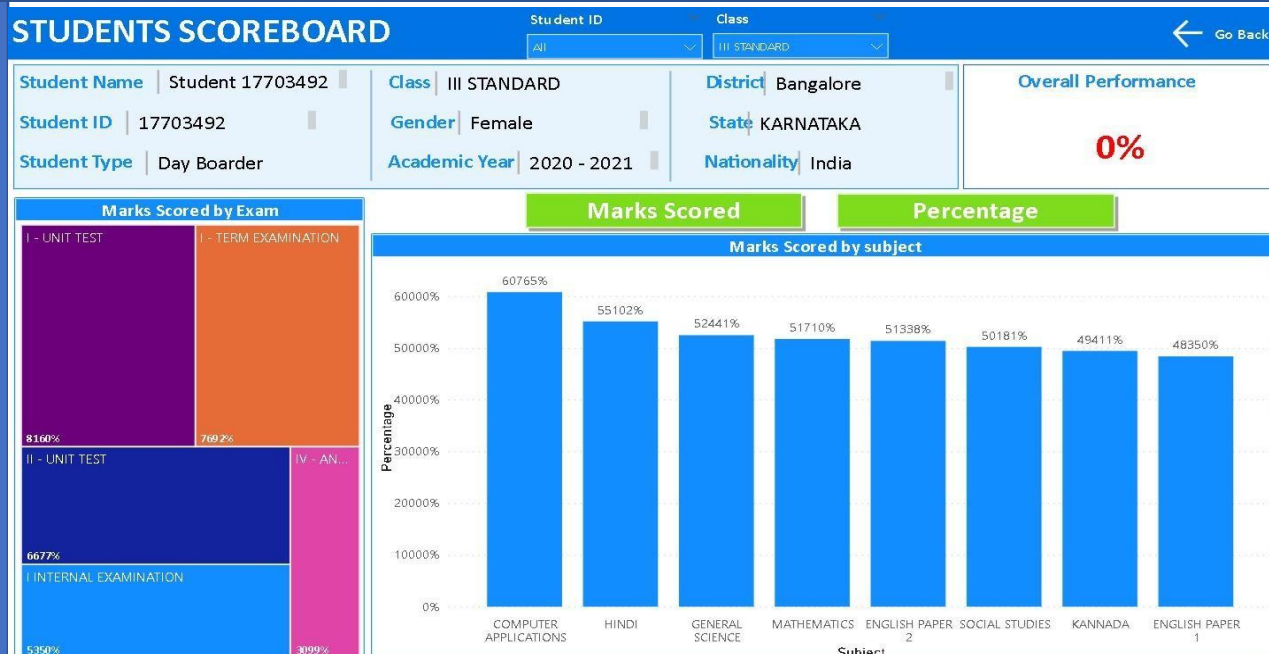 STUDENTS SCOREBOARD
Student ID
All
Class
III STANDARD
Go Back
Student Name Student 17703492
Student ID 17703492
Student Type Day Boarder
Class III STANDARD
Gender Female
Academic Year 2020 - 2021
District Bangalore
State KARNATAKA
Nationality India
Overall Performance
0%
Marks Scored by Exam
I - UNIT TEST
8160%
I - TERM EXAMINATION
7692%
II - UNIT TEST
6677%
IV - AN...
3099%
I INTERNAL EXAMINATION
5350%
Marks Scored
Percentage
Marks Scored by subject
Percentage
60000%
50000%
40000%
30000%
20000%
10000%
0%
60765%
55102%
52441%
51710%
51338%
50181%
49411%
48350%
COMPUTER
APPLICATIONS
HINDI
GENERAL
SCIENCE
MATHEMATICS
ENGLISH PAPER
2
SOCIAL STUDIES
KANNADA
ENGLISH PAPER
1
Subject